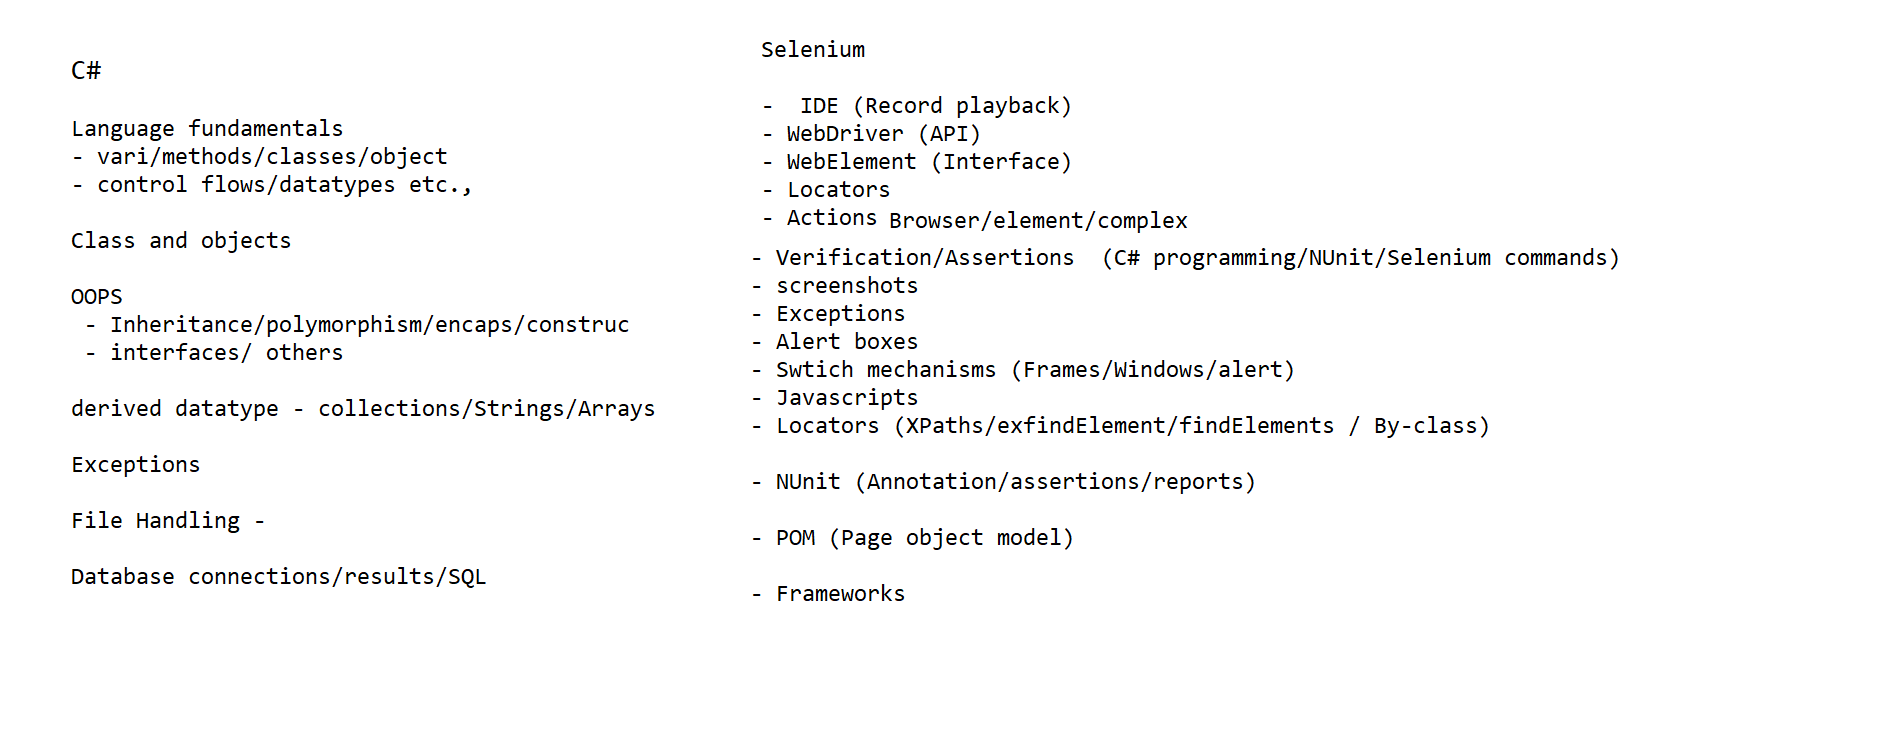 C#
Language fundamentals
- vari/methods/classes/object
- control flows/datatypes etc.,
Class and objects
OOPS
- Inheritance/polymorphism/encaps/construc
- interfaces/ others
derived datatype - collections/Strings/Arrays
Exceptions
File Handling -
Database connections/results/SQL
Selenium
- IDE (Record playback)
- WebDriver (API)
- WebElement (Interface)
- Locators
- Actions Browser/element/complex
- Verification/Assertions (C# programming/NUnit/Selenium commands)
- screenshots
- Exceptions
- Alert boxes
- Swtich mechanisms (Frames/Windows/alert)
- Javascripts
- Locators (XPaths/exfindElement/findElements / By-class)
- NUnit (Annotation/assertions/reports)
- POM (Page object model)
- Frameworks